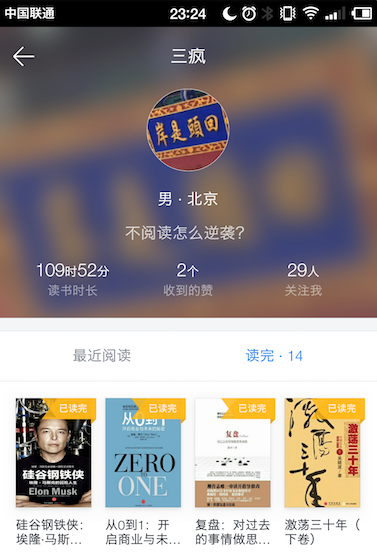 中国联通
23:24
三疯
岸是頭回
男 · 北京
不阅读怎么逆袭?
109时52分
2个
29人
读书时长
收到的赞
关注我
最近阅读
读完 · 14
已读完
已读完
已读完
已读完
硅谷钢铁侠
Elon Musk
从0到1
ZERO
TO
ONE
复盘
激荡三十年
激荡三十年
硅谷钢铁侠:
埃隆·马斯...
从0到1: 开
启商业与未...
复盘: 对过去
的事情做思...
激荡三十年 (
下卷)